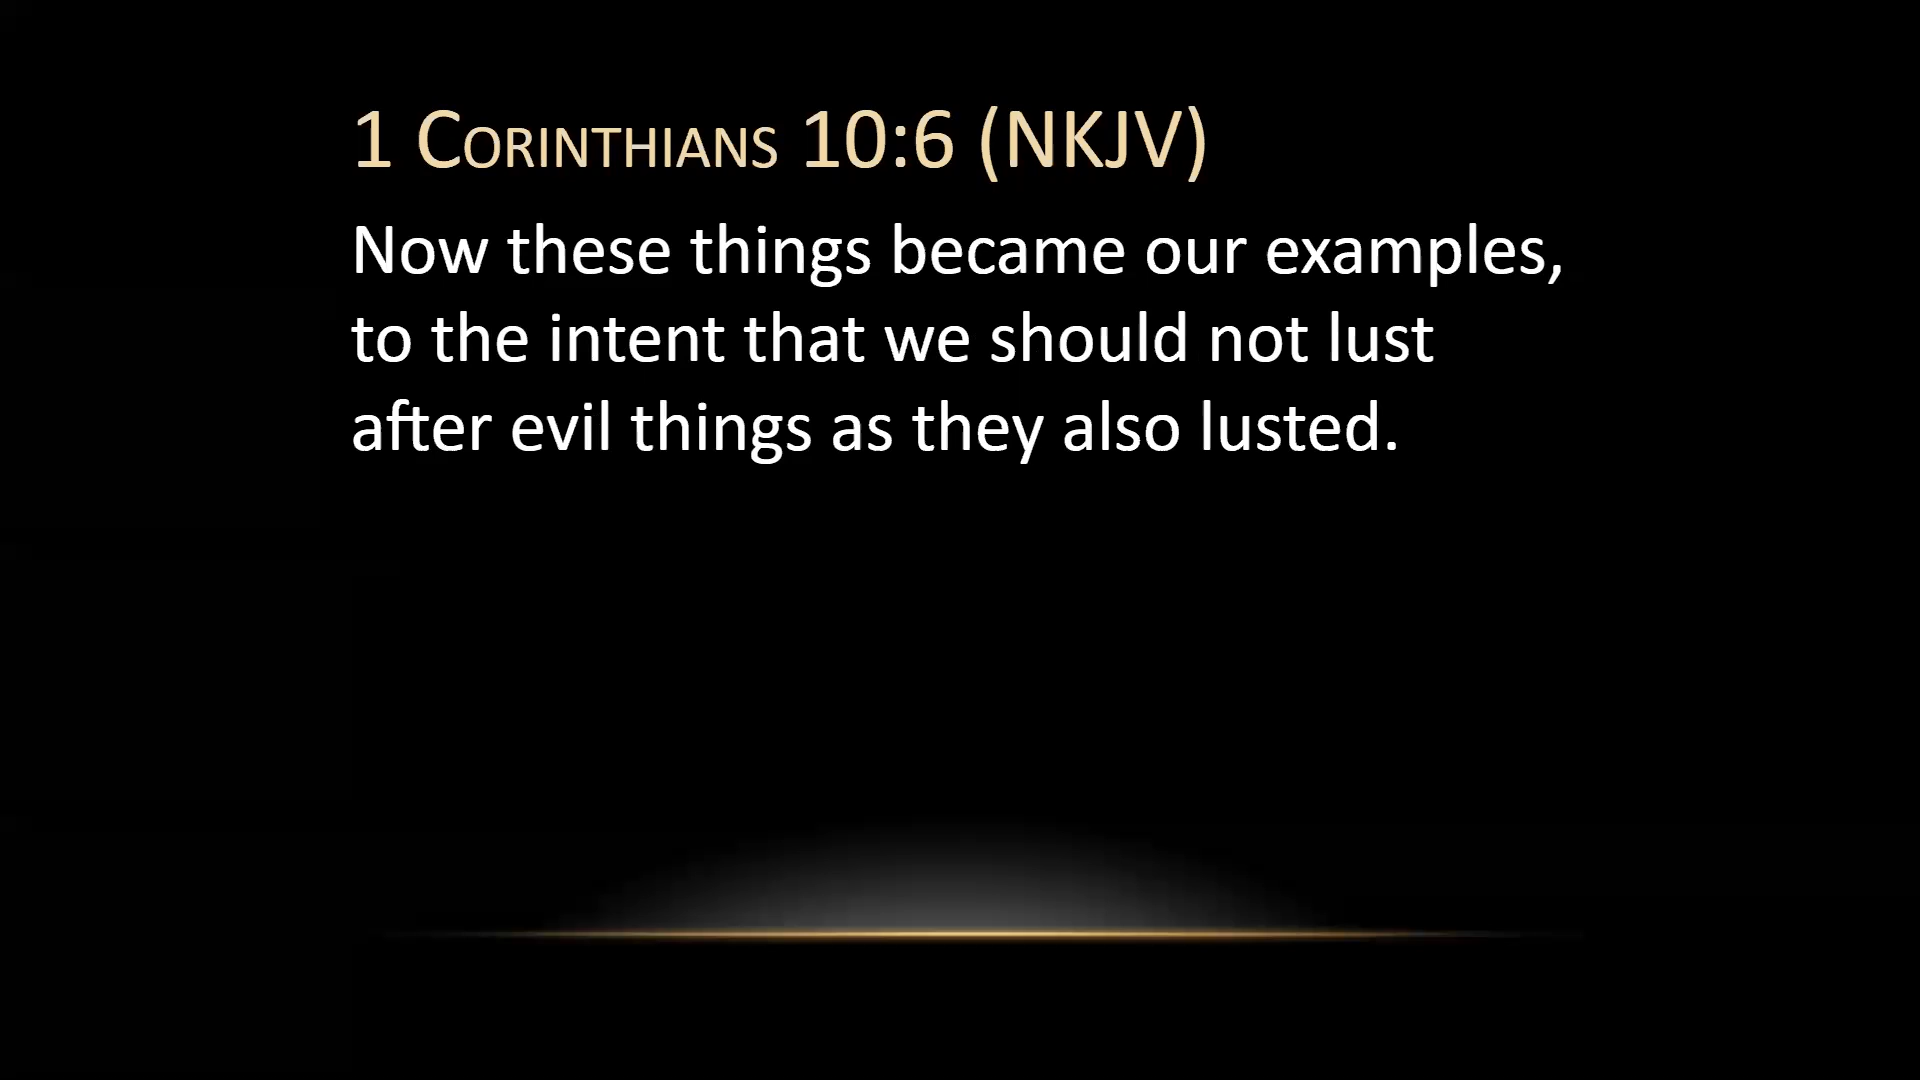 1 Corinthians 10:6 (NKJV)
Now these things became our examples,
to the intent that we should not lust
after evil things as they also lusted.